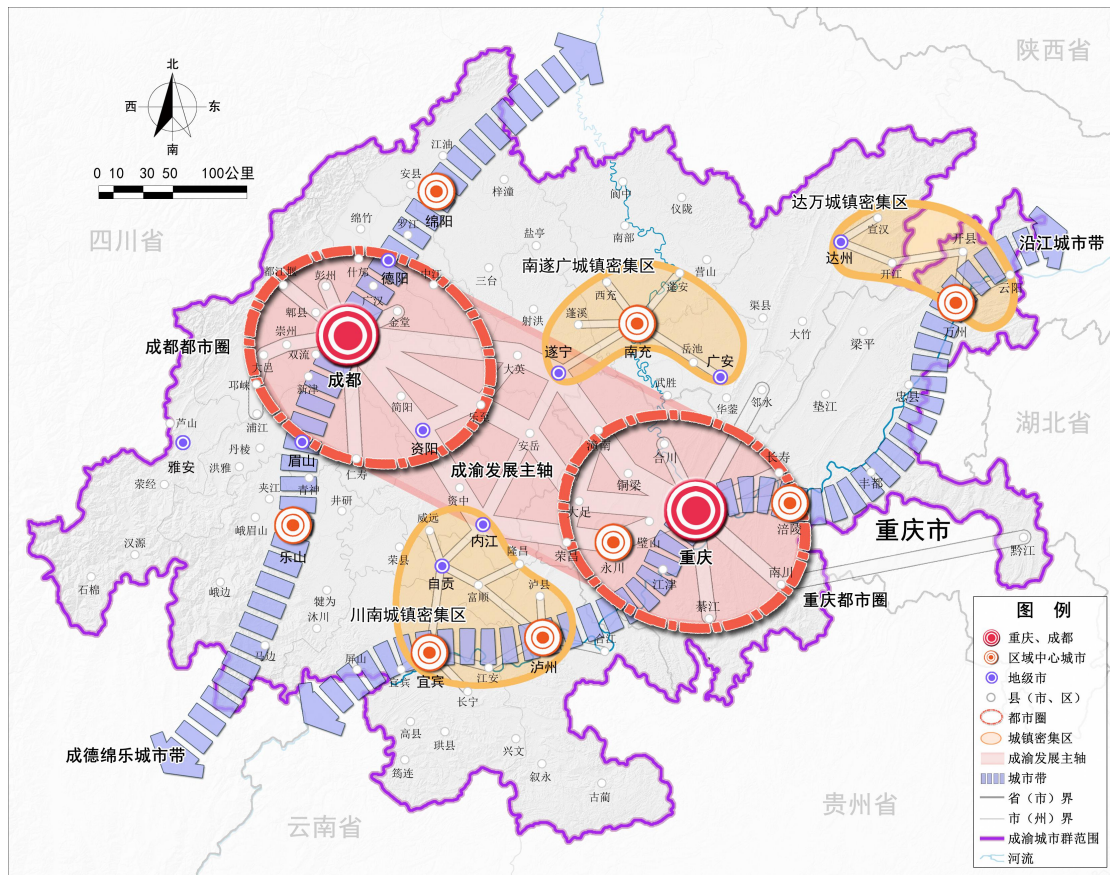 陕西省
北
西 东
南
0 10 30 50 100公里
江油
安县
绵阳
梓潼
阆中
仪陇
达万城镇密集区
绵竹
罗江
盐亭
南部
宣汉
开县
沿江城市带
四川省
达州
德阳
什邡
中江
三台
南遂广城镇密集区
营山
开江
都江堰
彭州
广汉
西充
蓬安
云阳
郫县
金堂
射洪
蓬溪
渠县
万州
崇州
南充
大竹
梁平
成都都市圈
双流
大邑
成都
遂宁
岳池
广安
大英
邛崃
新津
简阳
武胜
华蓥
邻水
垫江
忠县
浦江
乐至
芦山
资阳
湖北省
雅安
丹棱
眉山
安岳
潼南
合川
长寿
洪雅
仁寿
成渝发展主轴
荥经
夹江
青神
井研
资中
铜梁
丰都
峨眉山
威远
大足
涪陵
重庆市
汉源
乐山
荣县
内江
隆昌
荣昌
永川
璧山
重庆
黔江
石棉
峨边
自贡
富顺
泸县
江津
南川
犍为
沐川
川南城镇密集区
綦江
重庆都市圈
马边
屏山
宜宾
宜宾
江安
泸州
合江
长宁
成德绵乐城市带
高县
珙县
兴文
筠连
叙永
古蔺
云南省
贵州省
图 例
重庆、成都
区域中心城市
地级市
县（市、区）
都市圈
城镇密集区
成渝发展主轴
城市带
省（市）界
市（州）界
成渝城市群范围
河流